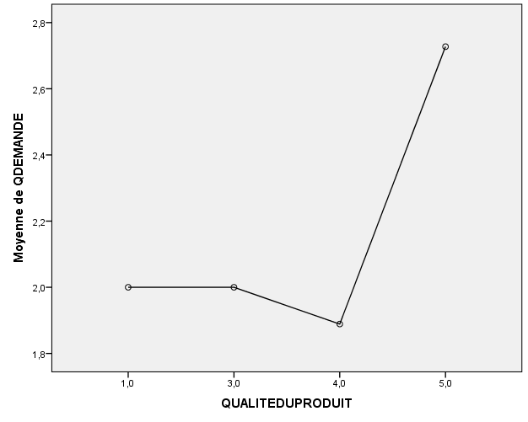 2,8
2,6
2,4
2,2
2,0
1,8
Moyenne de QDEMANDE
1,0 3,0 4,0 5,0
QUALITEDUPRODUIT